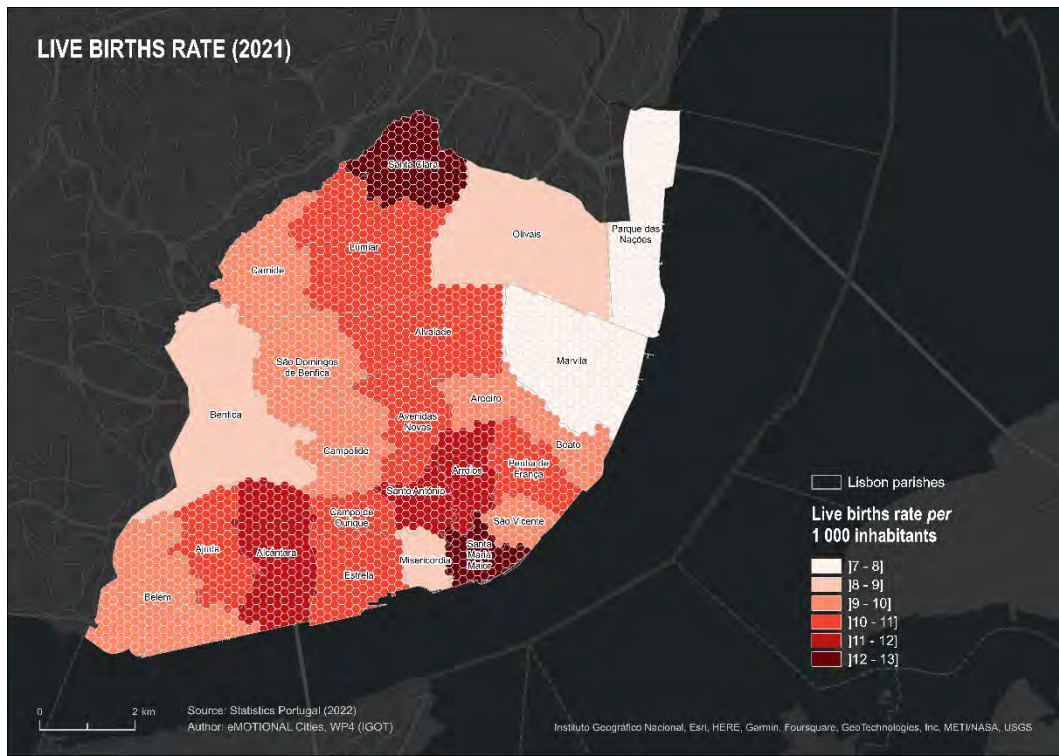 LIVE BIRTHS RATE (2021)
Santa Clara
Lumiar
Olivais
Parque das
Nações
Carnide
Alvalade
São Domingos
de Benfica
Marvila
Benfica
Areeiro
Avenidas
Novas
Beato
Campolide
Arroios
Penha de
França
Santo António
Campo de
Ourique
São Vicente
Ajuda
Alcântara
Misericórdia
Santa
Maria
Maior
Estrela
Belém
Lisbon parishes
Live births rate per
1 000 inhabitants
]7 - 8]
]8 - 9]
]9 - 10]
]10 - 11]
]11 - 12]
]12 - 13]
0 2 km
Source: Statistics Portugal (2022)
Author: eMOTIONAL Cities, WP4 (IGOT)
Instituto Geográfico Nacional, Esri, HERE, Garmin, Foursquare, GeoTechnologies, Inc, METI/NASA, USGS